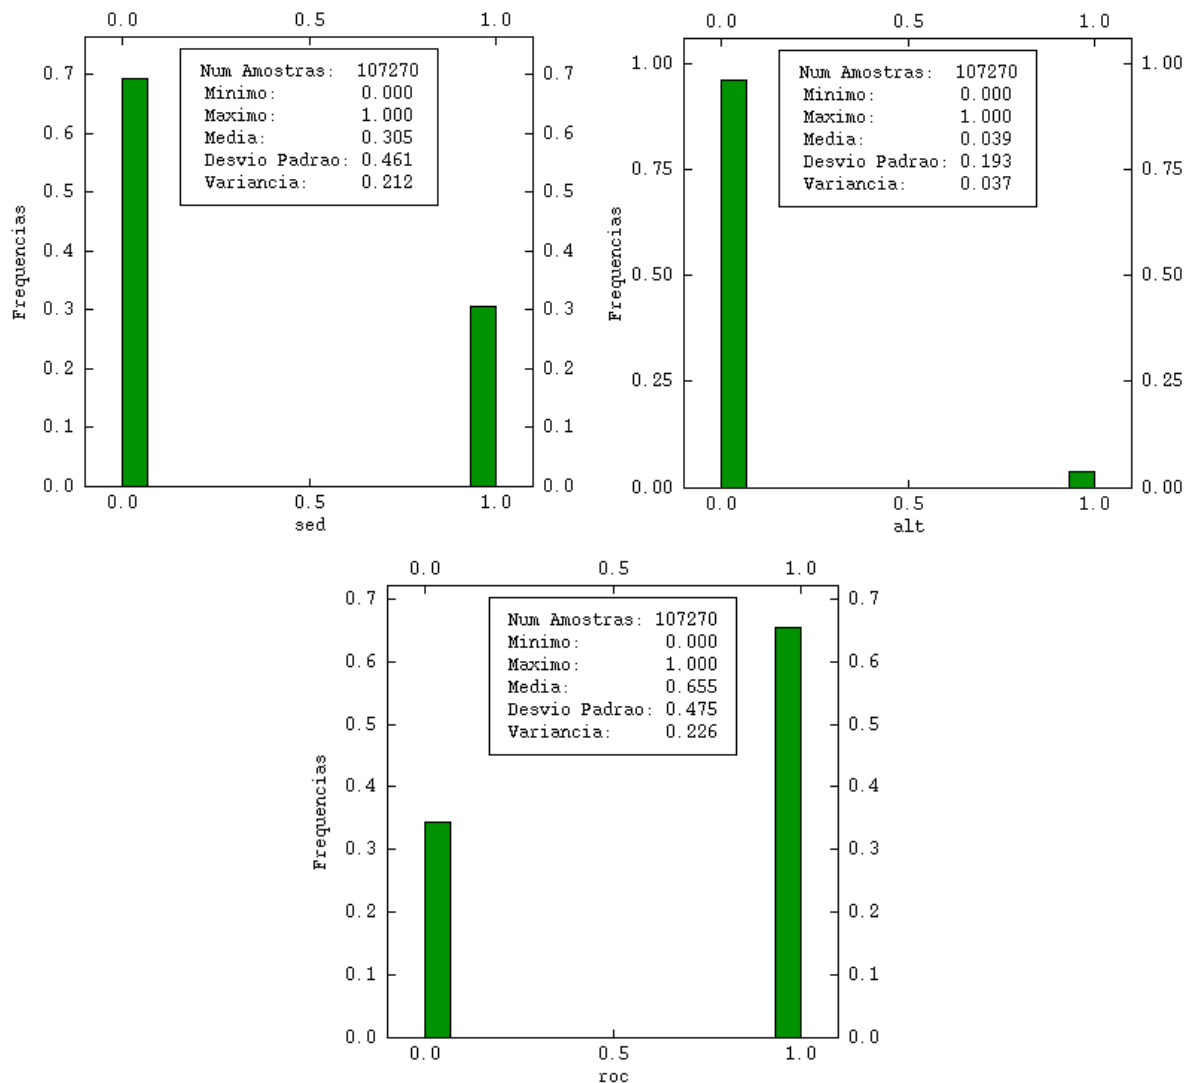 0.0 0.5 1.0
Num Amostras: 107270
Minimo: 0.000
Maximo: 1.000
Media: 0.305
Desvio Padrao: 0.461
Variancia: 0.212
0.7 0.7
0.6 0.6
0.5 0.5
0.4 0.4
0.3 0.3
0.2 0.2
0.1 0.1
0.0 0.0
Frequencias
0.0 0.5 1.0
sed
0.0 0.5 1.0
Num Amostras: 107270
Minimo: 0.000
Maximo: 1.000
Media: 0.039
Desvio Padrao: 0.193
Variancia: 0.037
1.00 1.00
0.75 0.75
0.50 0.50
0.25 0.25
0.00 0.00
Frequencias
0.0 0.5 1.0
alt
0.0 0.5 1.0
Num Amostras: 107270
Minimo: 0.000
Maximo: 1.000
Media: 0.655
Desvio Padrao: 0.475
Variancia: 0.226
0.7 0.7
0.6 0.6
0.5 0.5
0.4 0.4
0.3 0.3
0.2 0.2
0.1 0.1
0.0 0.0
Frequencias
0.0 0.5 1.0
roc